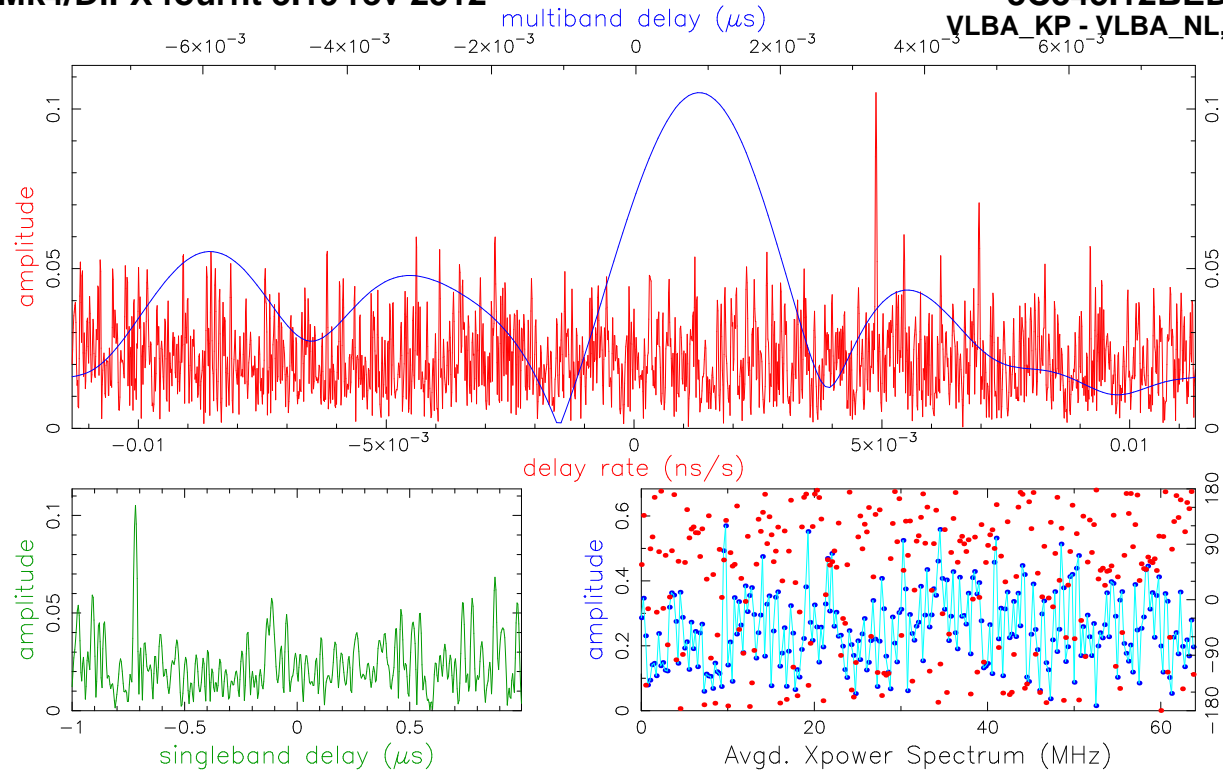 multiband delay (μs)
VLBA_KP - VLBA_NL,
−6×10⁻³ −4×10⁻³ −2×10⁻³ 0 2×10⁻³ 4×10⁻³ 6×10⁻³
amplitude
0.1 0.1
0.05 0.05
0 0
−0.01 −5×10⁻³ 0 5×10⁻³ 0.01
delay rate (ns/s)
amplitude
0.1
0.05
0
−1 −0.5 0 0.5
singleband delay (μs)
amplitude
0.6 180
90
0.4 0
0.2 −90
0 −180
0 20 40 60
Avgd. Xpower Spectrum (MHz)